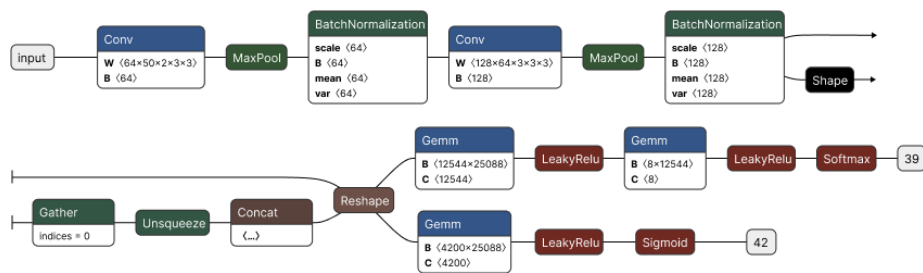 input
Conv
W ⟨64×50×2×3×3⟩
B ⟨64⟩
MaxPool
BatchNormalization
scale ⟨64⟩
B ⟨64⟩
mean ⟨64⟩
var ⟨64⟩
Conv
W ⟨128×64×3×3×3⟩
B ⟨128⟩
MaxPool
BatchNormalization
scale ⟨128⟩
B ⟨128⟩
mean ⟨128⟩
var ⟨128⟩
Shape
Gather
indices = 0
Unsqueeze
Concat
⟨...⟩
Reshape
Gemm
B ⟨12544×25088⟩
C ⟨12544⟩
LeakyRelu
Gemm
B ⟨8×12544⟩
C ⟨8⟩
LeakyRelu
Softmax
39
Gemm
B ⟨4200×25088⟩
C ⟨4200⟩
LeakyRelu
Sigmoid
42